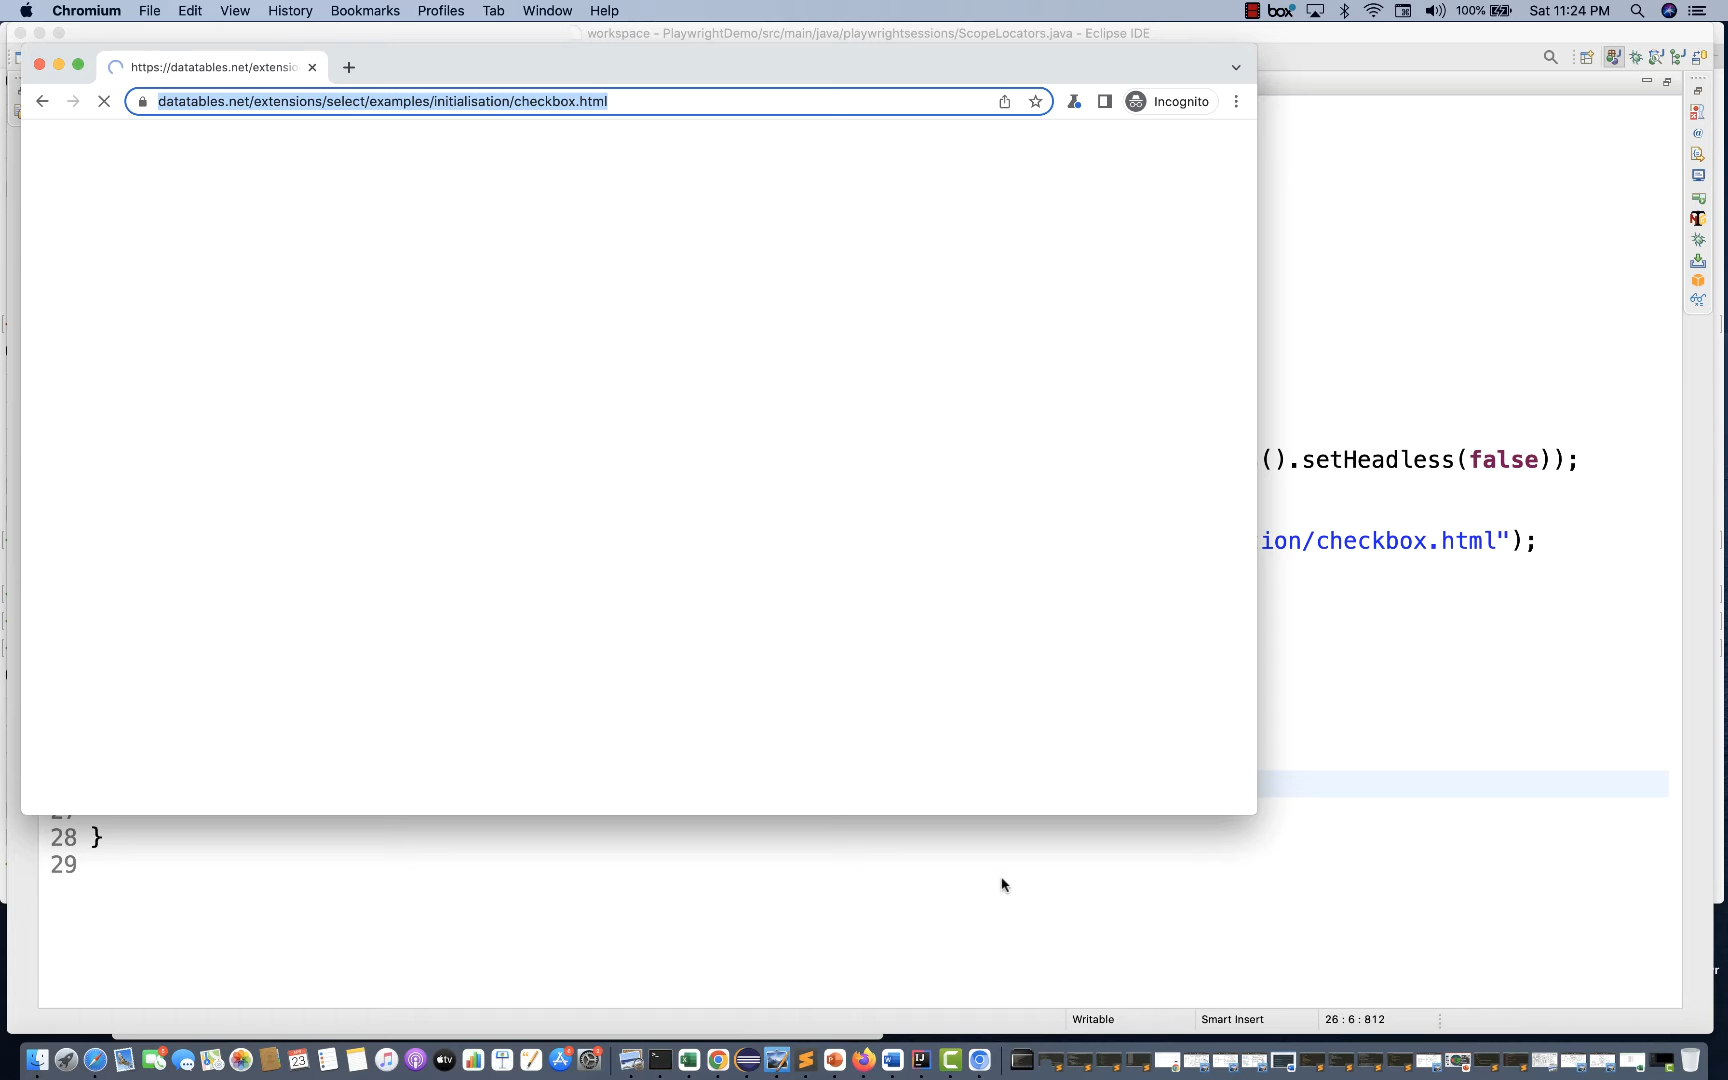 Chromium File Edit View History Bookmarks Profiles Tab Window Help box 100% Sat 11:24 PM
workspace - PlaywrightDemo/src/main/java/playwrightsessions/ScopeLocators.java - Eclipse IDE
https://datatables.net/extensio
datatables.net/extensions/select/examples/initialisation/checkbox.html Incognito
().setHeadless(false));
ion/checkbox.html");
28 }
29
Writable Smart Insert 26 : 6 : 812